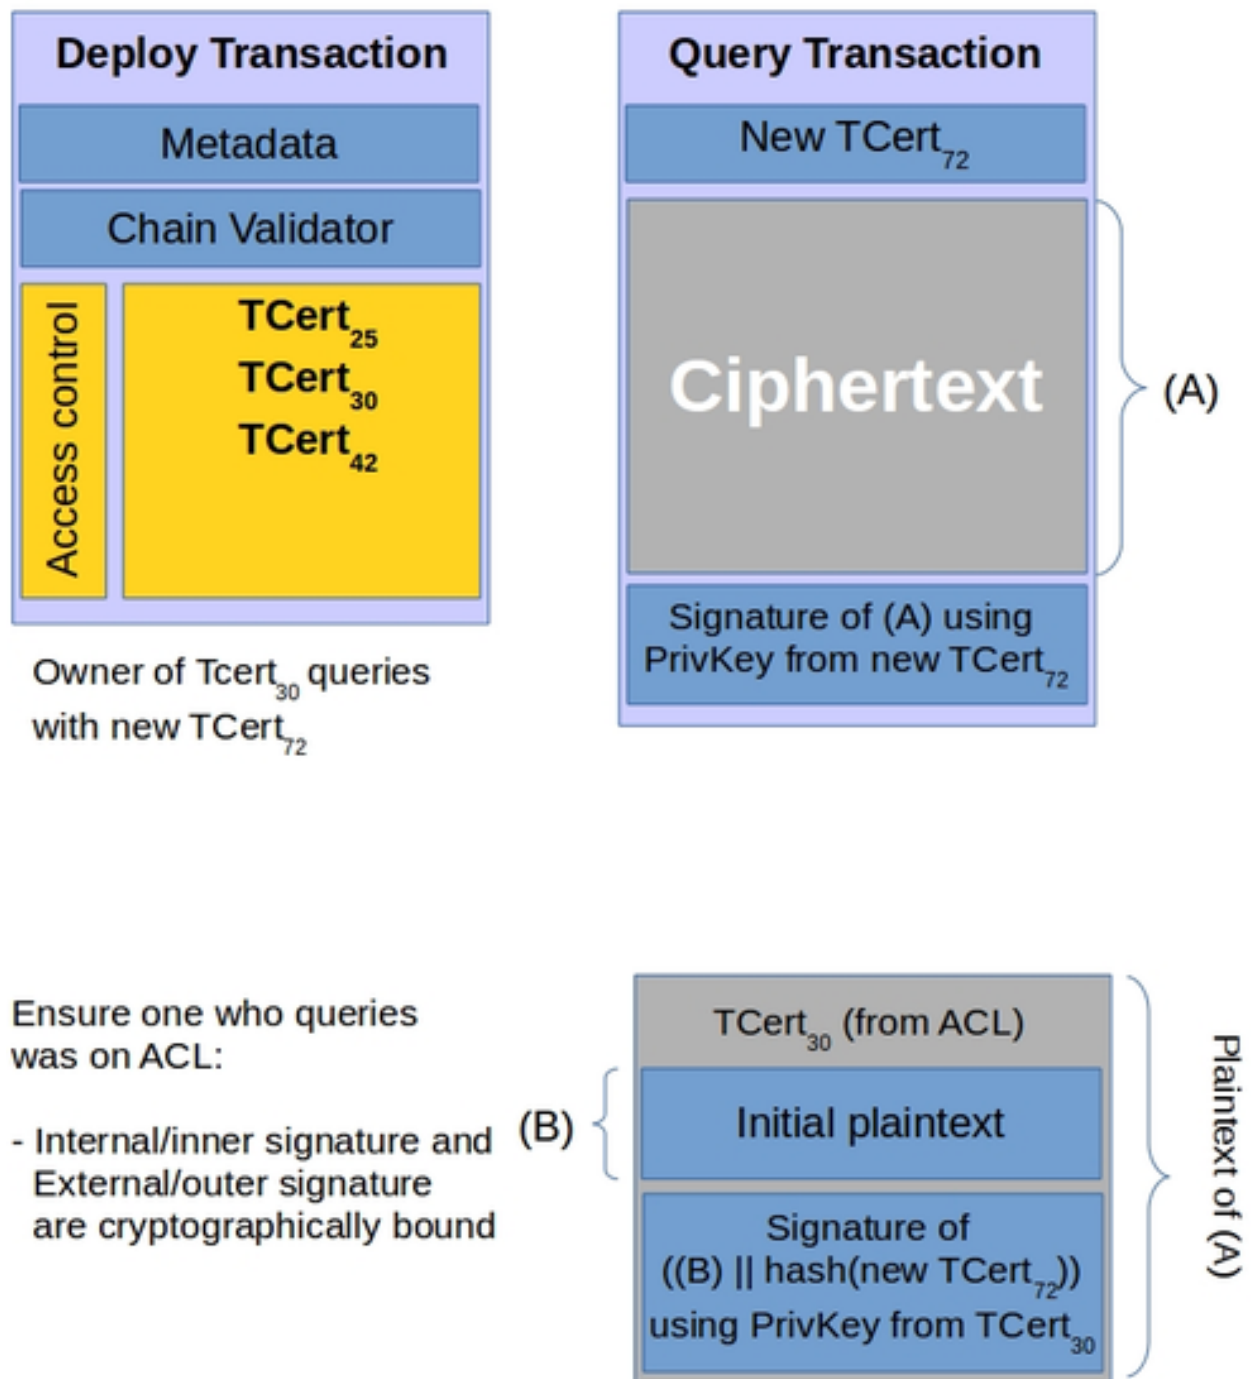 Deploy Transaction
Metadata
Chain Validator
Access control
TCert25
TCert30
TCert42
Owner of Tcert30 queries
with new TCert72
Query Transaction
New TCert72
Ciphertext
(A)
Signature of (A) using
PrivKey from new TCert72
Ensure one who queries
was on ACL:
- Internal/inner signature and
External/outer signature
are cryptographically bound
(B)
TCert30 (from ACL)
Initial plaintext
Signature of
((B) || hash(new TCert72))
using PrivKey from TCert30
Plaintext of (A)